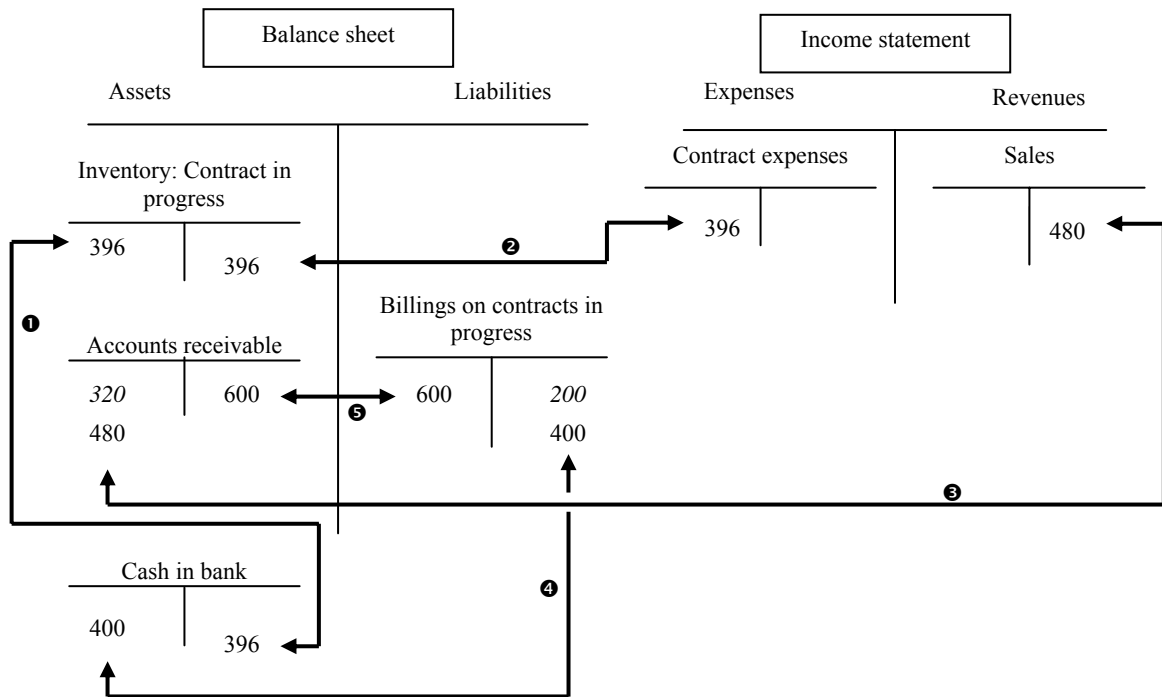 Balance sheet
Income statement
Assets
Liabilities
Expenses
Revenues
Inventory: Contract in
progress
Contract expenses
Sales
396
396
396
480
❷
❶
Billings on contracts in
progress
Accounts receivable
320
600
600
200
❺
480
400
❸
Cash in bank
❹
400
396